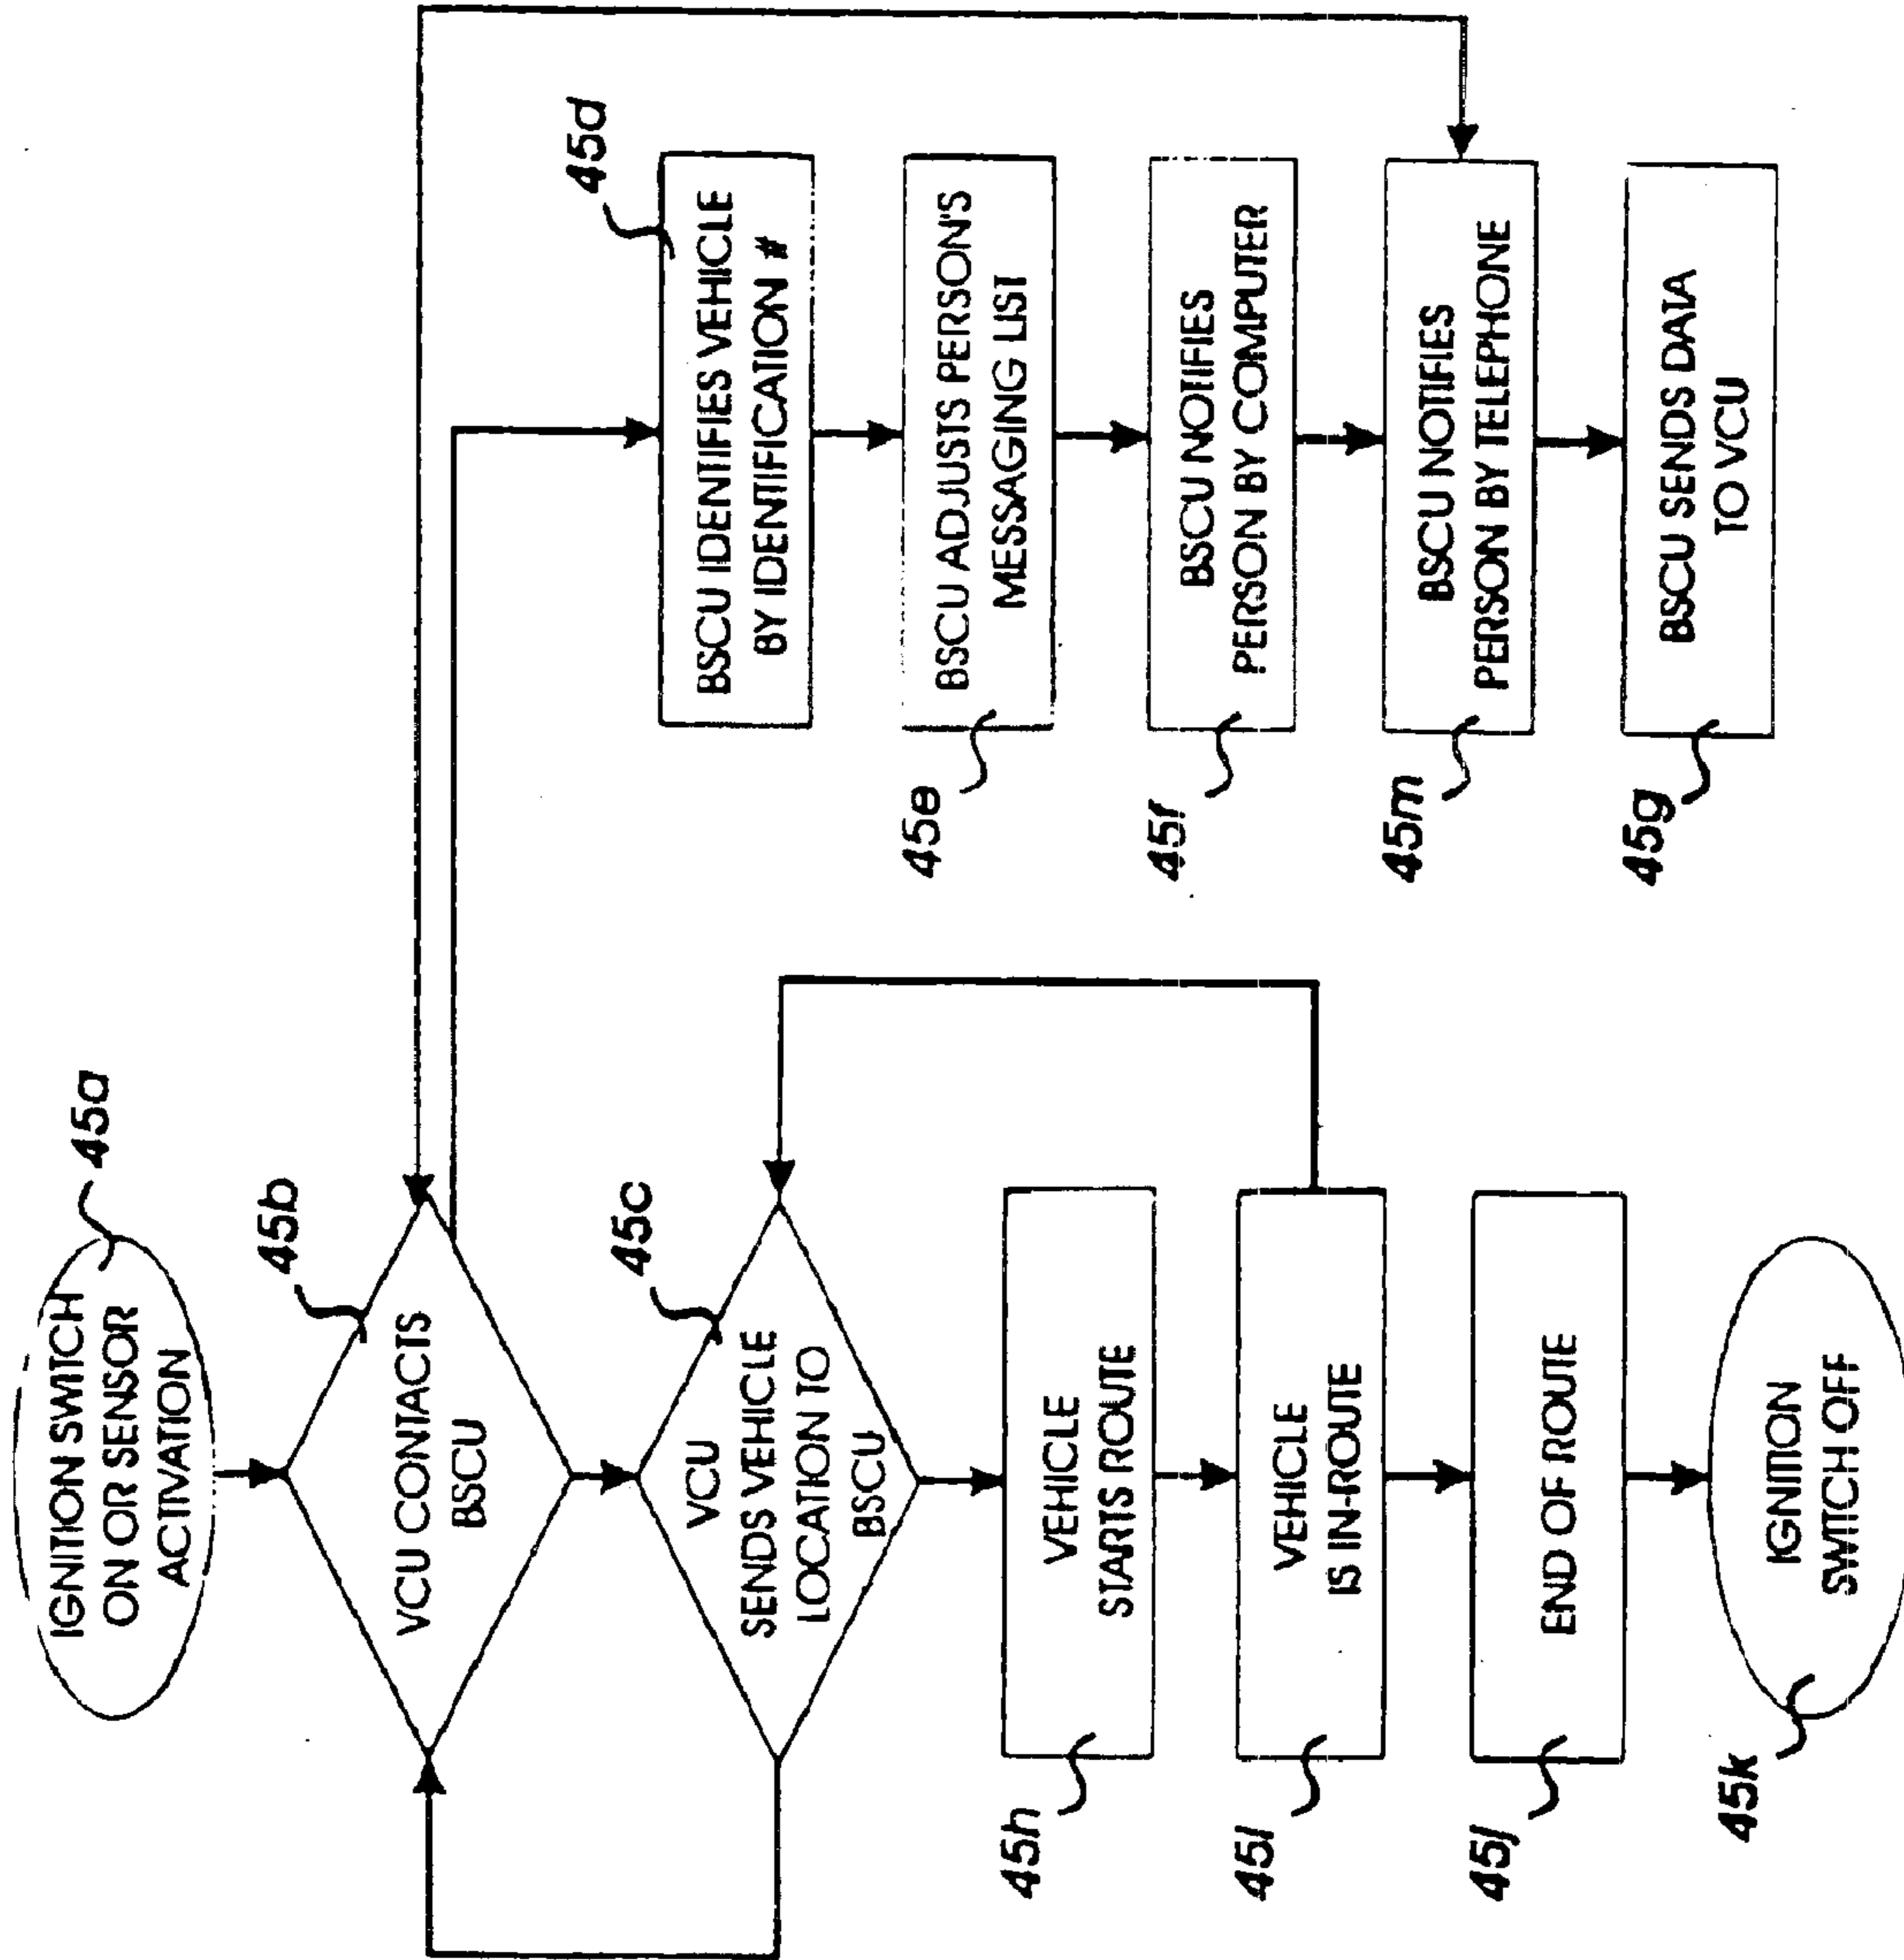 IGNITION SWITCH
ON OR SENSOR
ACTIVATION
45a
VCU CONTACTS
BSCU
45b
VCU
SENDS VEHICLE
LOCATION TO
BSCU
45c
VEHICLE
STARTS ROUTE
45h
VEHICLE
IS IN-ROUTE
45i
END OF ROUTE
45j
IGNITION
SWITCH OFF
45k
BSCU IDENTIFIES VEHICLE
BY IDENTIFICATION #
45d
BSCU ADJUSTS PERSON'S
MESSAGING LIST
45e
BSCU NOTIFIES
PERSON BY COMPUTER
45f
BSCU NOTIFIES
PERSON BY TELEPHONE
45m
BSCU SENDS DATA
TO VCU
45g